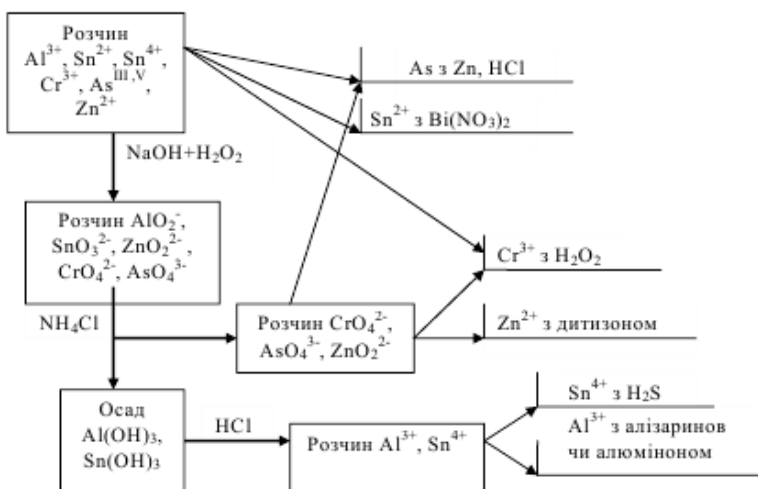 Розчин
Al³⁺, Sn²⁺, Sn⁴⁺,
Cr³⁺, As^III,V,
Zn²⁺
As з Zn, HCl
Sn²⁺ з Bi(NO₃)₂
NaOH+H₂O₂
Розчин AlO₂⁻,
SnO₃²⁻, ZnO₂²⁻,
CrO₄²⁻, AsO₄³⁻
Cr³⁺ з H₂O₂
NH₄Cl
Розчин CrO₄²⁻,
AsO₄³⁻, ZnO₂²⁻
Zn²⁺ з дитизоном
Осад
Al(OH)₃,
Sn(OH)₃
HCl
Розчин Al³⁺, Sn⁴⁺
Sn⁴⁺ з H₂S
Al³⁺ з алізаринов
чи алюміноном